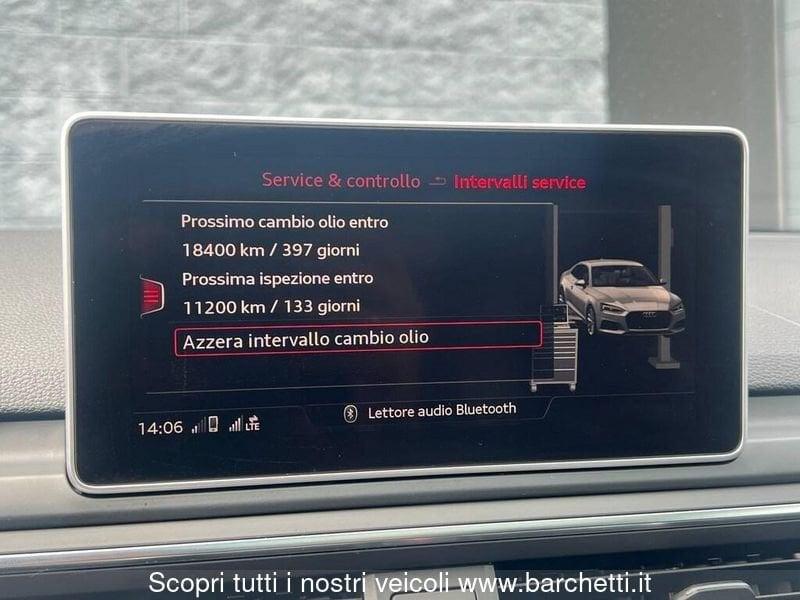 Service & controllo Intervalli service
Prossimo cambio olio entro
18400 km / 397 giorni
Prossima ispezione entro
11200 km / 133 giorni
Azzera intervallo cambio olio
14:06 LTE Lettore audio Bluetooth
Scopri tutti i nostri veicoli www.barchetti.it